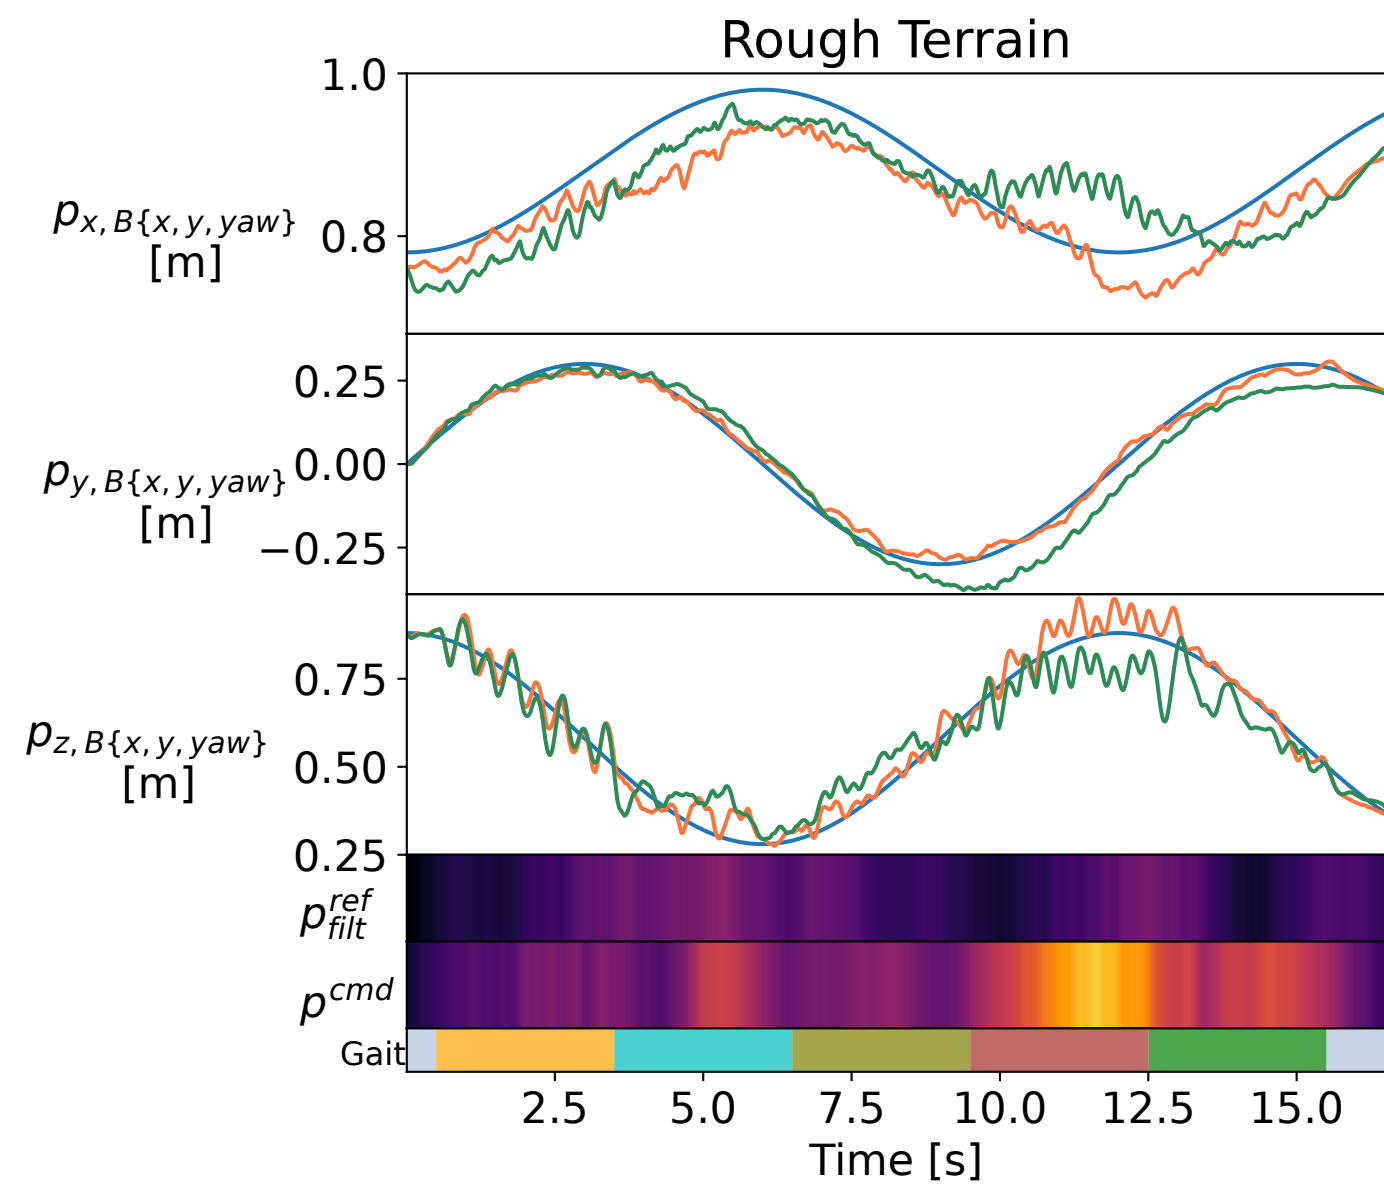 Rough Terrain
1.0
0.8
p_{x, B{x, y, yaw}}
[m]
0.25
0.00
−0.25
p_{y, B{x, y, yaw}}
[m]
0.75
0.50
0.25
p_{z, B{x, y, yaw}}
[m]
p_{filt}^{ref}
p^{cmd}
Gait
2.5 5.0 7.5 10.0 12.5 15.0
Time [s]